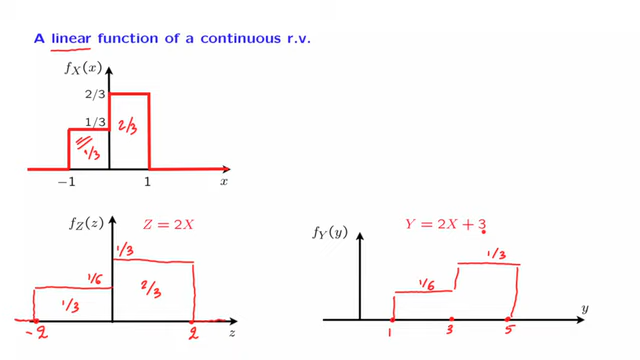 A linear function of a continuous r.v.
f_X(x)
2/3
1/3
2/3
1/3
−1
1
x
f_Z(z)
Z = 2X
1/3
1/6
1/3
2/3
-2
2
z
f_Y(y)
Y = 2X + 3
1/3
1/6
y
1
3
5